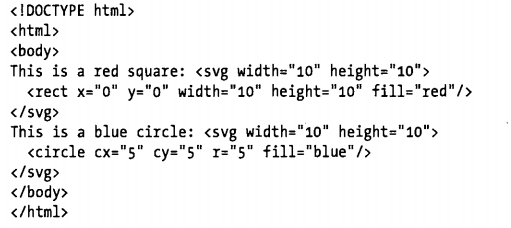 <!DOCTYPE html>
<html>
<body>
This is a red square: <svg width="10" height="10">
  <rect x="0" y="0" width="10" height="10" fill="red"/>
</svg>
This is a blue circle: <svg width="10" height="10">
  <circle cx="5" cy="5" r="5" fill="blue"/>
</svg>
</body>
</html>